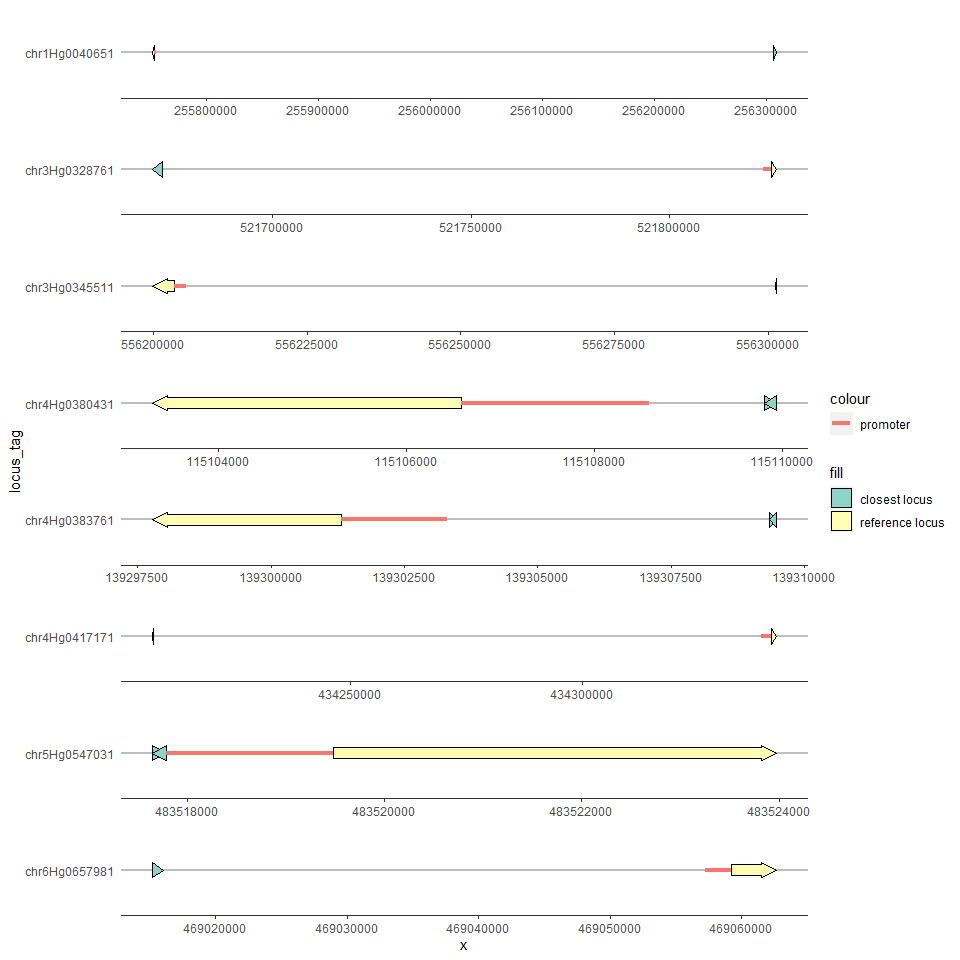 chr1Hg0040651
255800000 255900000 256000000 256100000 256200000 256300000
chr3Hg0328761
521700000 521750000 521800000
chr3Hg0345511
556200000 556225000 556250000 556275000 556300000
chr4Hg0380431
115104000 115106000 115108000 115110000
chr4Hg0383761
139297500 139300000 139302500 139305000 139307500 139310000
chr4Hg0417171
434250000 434300000
chr5Hg0547031
483518000 483520000 483522000 483524000
chr6Hg0657981
469020000 469030000 469040000 469050000 469060000
x
locus_tag
colour
promoter
fill
closest locus
reference locus